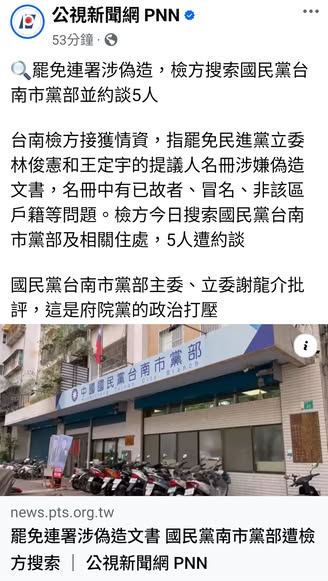 公視新聞網 PNN
53分鐘
🔍罷免連署涉偽造，檢方搜索國民黨台
南市黨部並約談5人
台南檢方接獲情資，指罷免民進黨立委
林俊憲和王定宇的提議人名冊涉嫌偽造
文書，名冊中有已故者、冒名、非該區
戶籍等問題。檢方今日搜索國民黨台南
市黨部及相關住處，5人遭約談
國民黨台南市黨部主委、立委謝龍介批
評，這是府院黨的政治打壓
中國國民黨台南市黨部
news.pts.org.tw
罷免連署涉偽造文書 國民黨南市黨部遭檢
方搜索 ｜ 公視新聞網 PNN